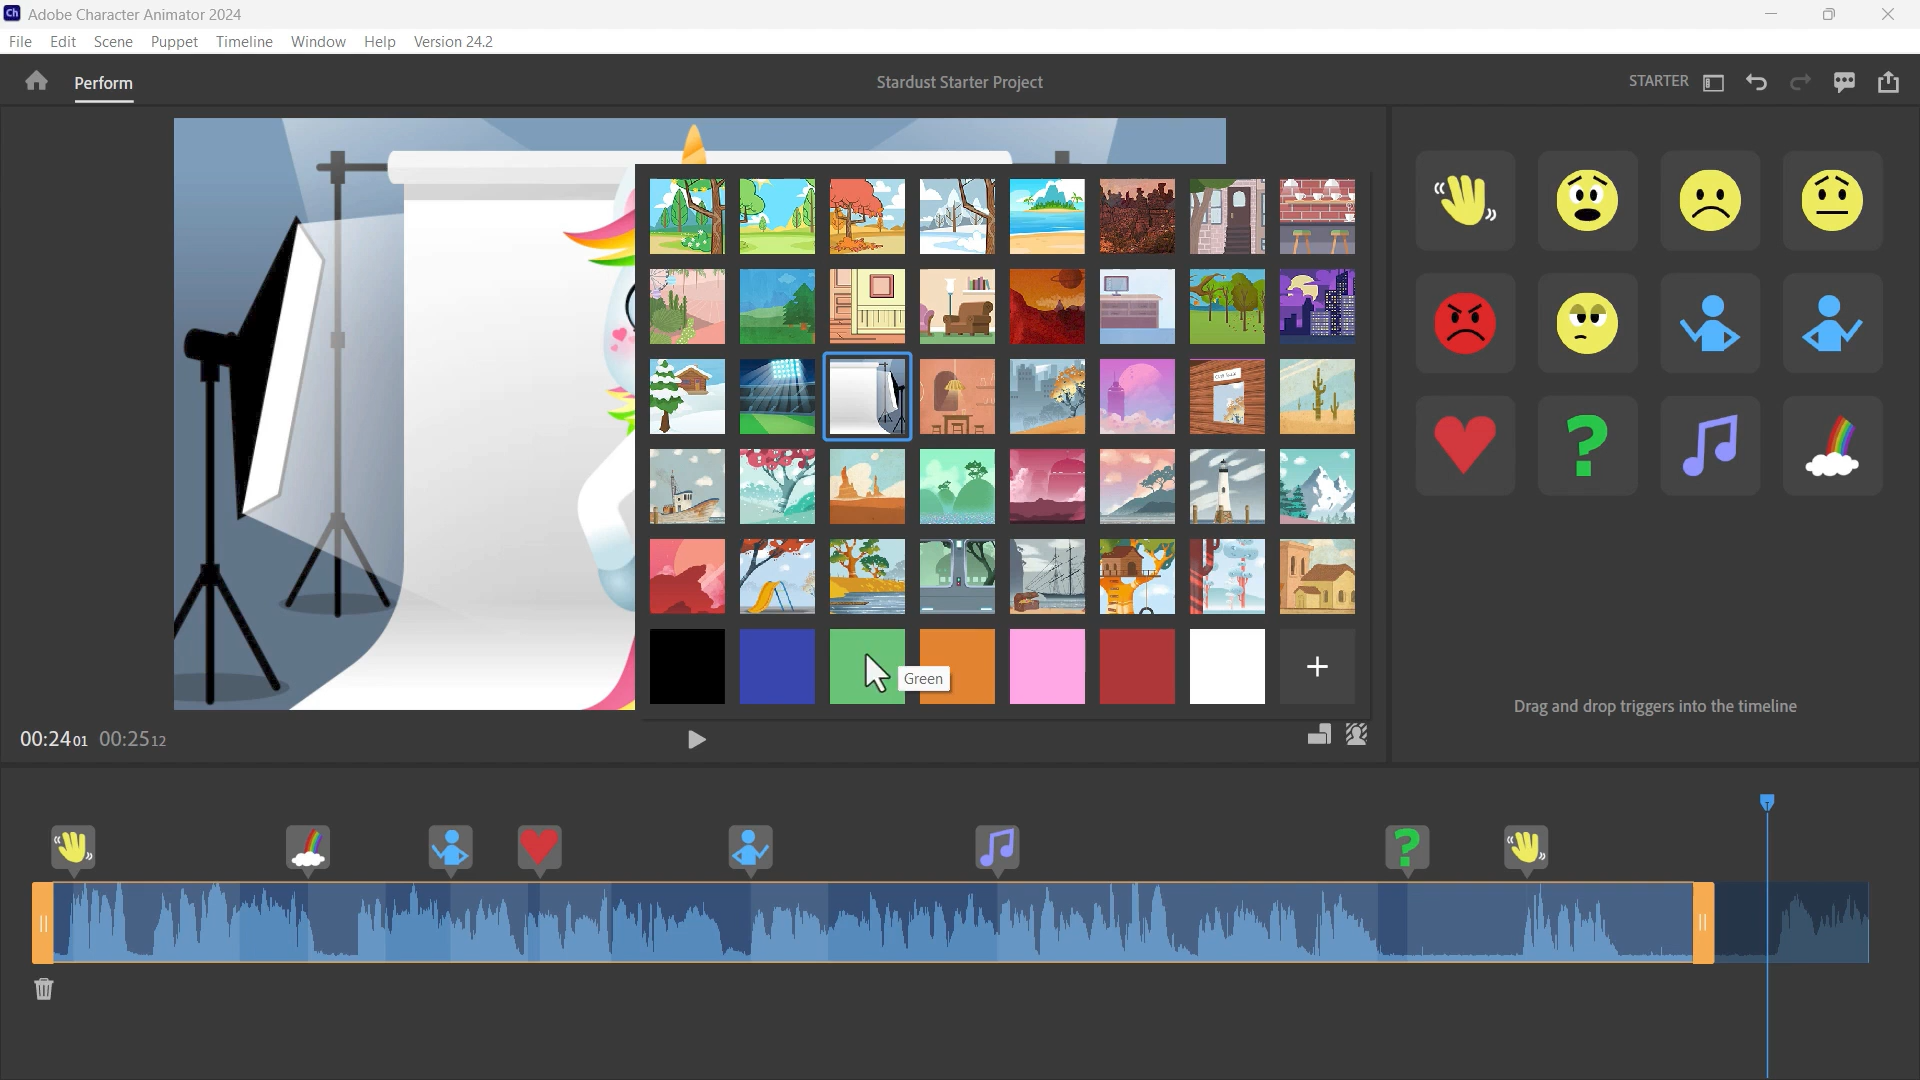 Ch Adobe Character Animator 2024
File Edit Scene Puppet Timeline Window Help Version 24.2
Perform Stardust Starter Project STARTER
Green
Drag and drop triggers into the timeline
00:24 01 00:25 12